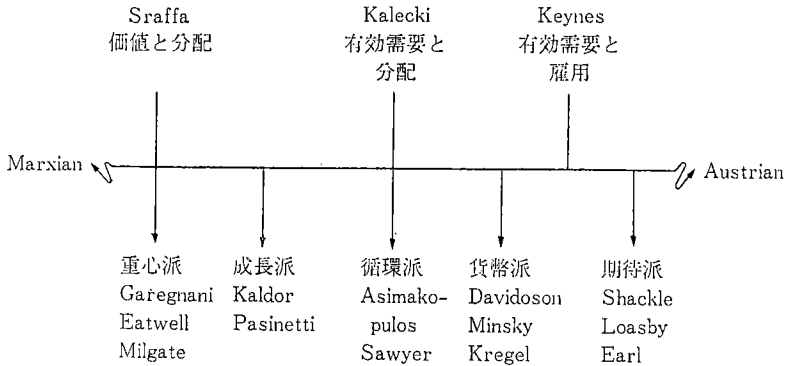 Sraffa
価値と分配
Kalecki
有効需要と
分配
Keynes
有効需要と
雇用
Marxian
Austrian
重心派
Garegnani
Eatwell
Milgate
成長派
Kaldor
Pasinetti
循環派
Asimako-
pulos
Sawyer
貨幣派
Davidoson
Minsky
Kregel
期待派
Shackle
Loasby
Earl